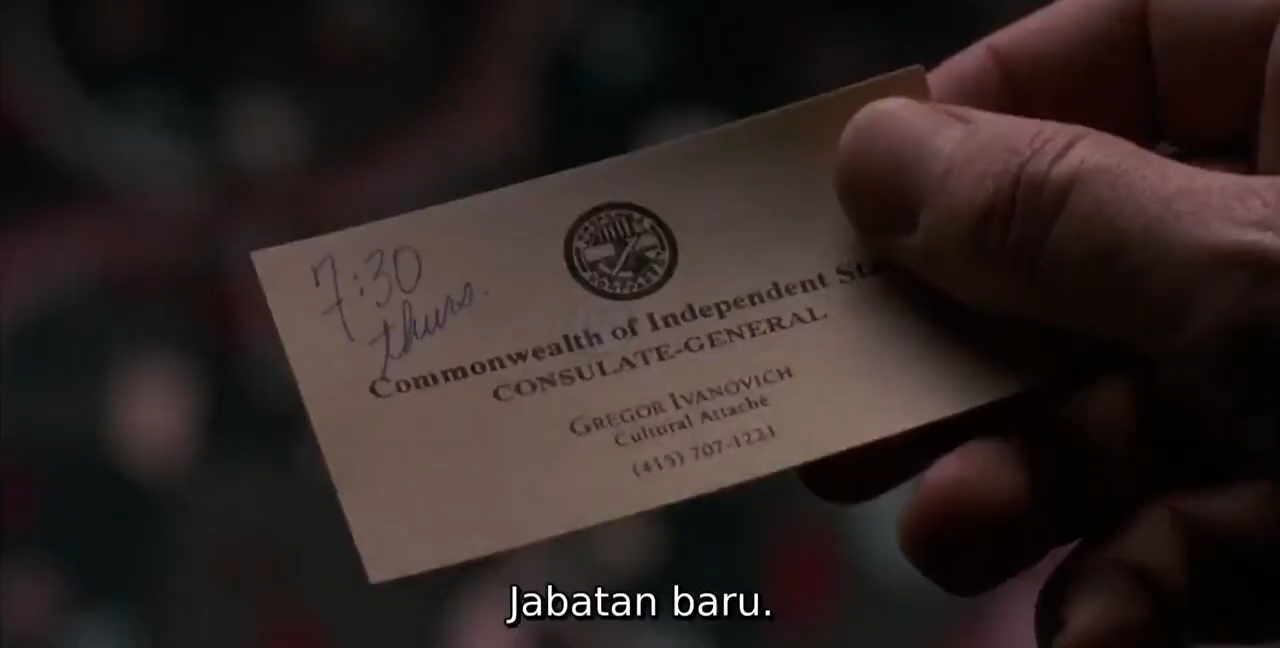 7:30
thurs.
Commonwealth of Independent
CONSULATE-GENERAL
GREGOR IVANOVICH
Cultural Attaché
(415) 707-1221
Jabatan baru.